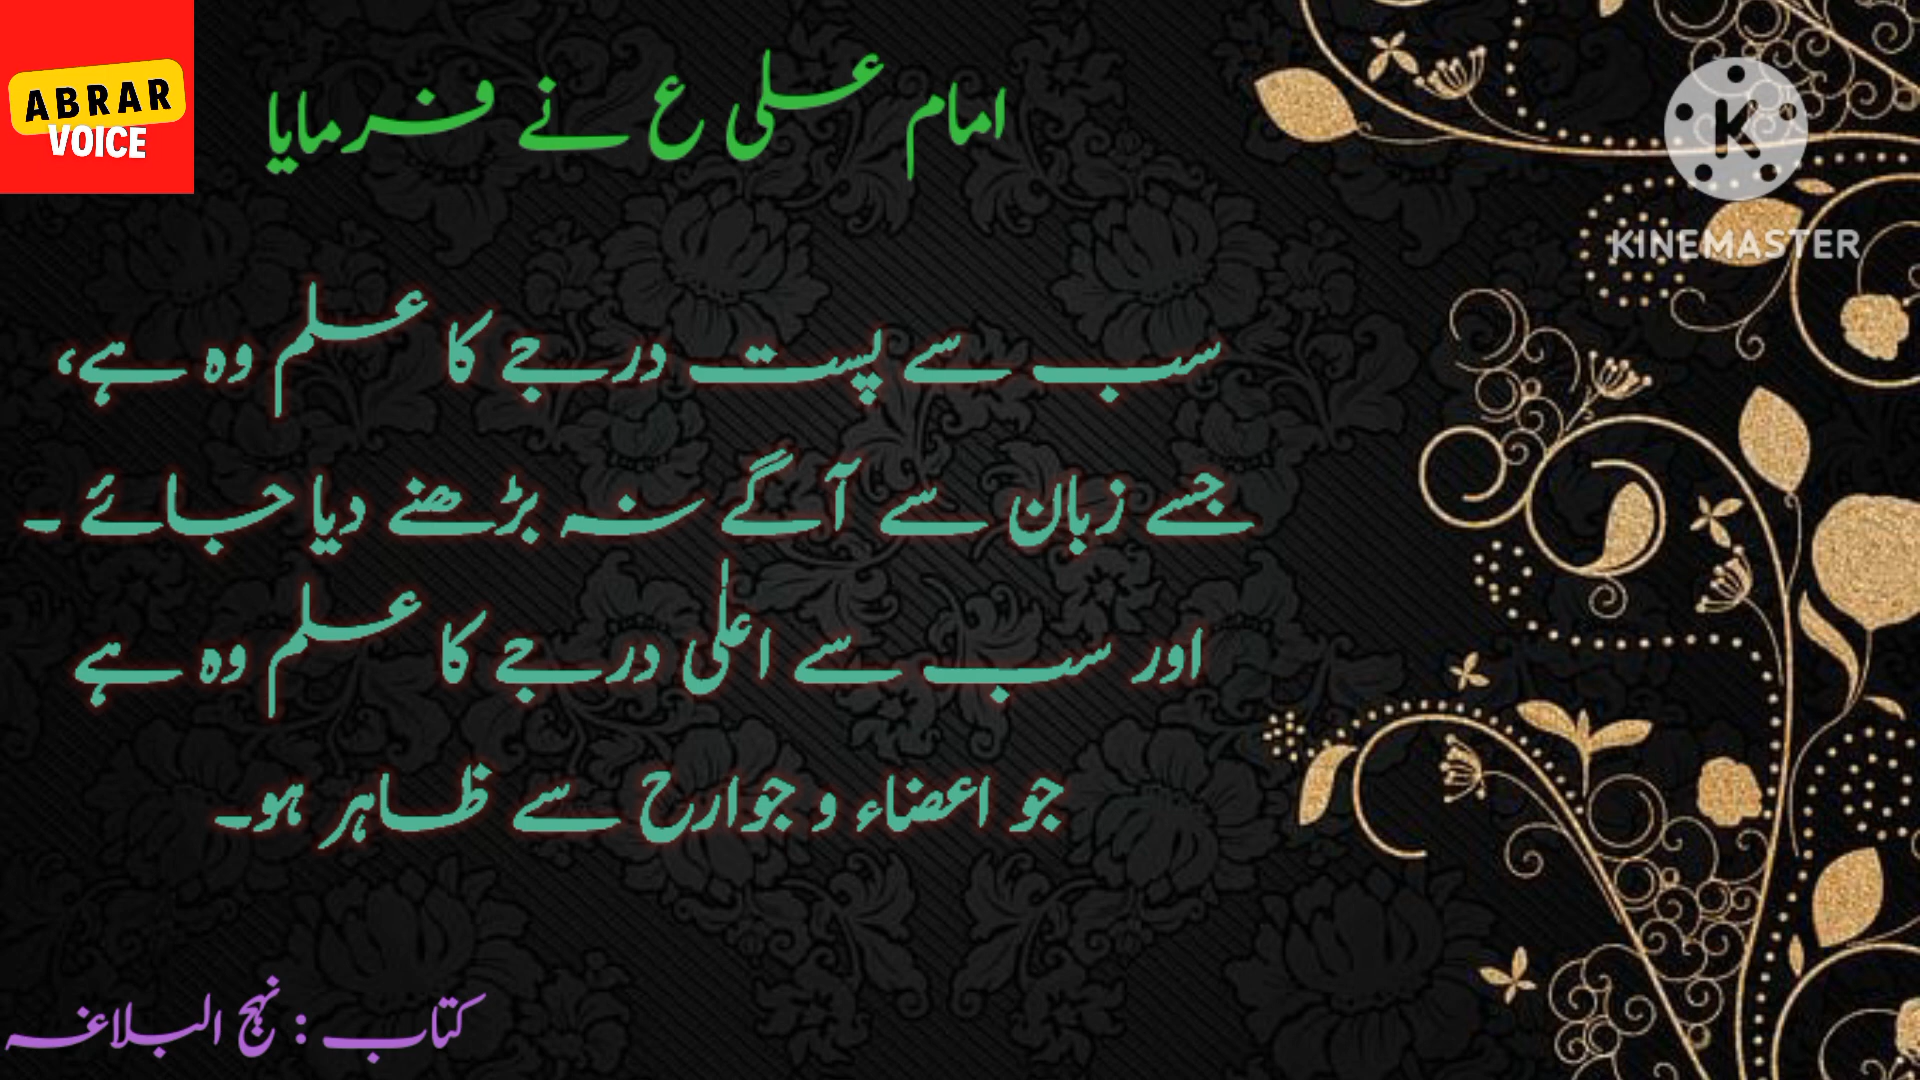 ABRAR
VOICE
امام علی ع نے فرمایا
KINEMASTER
سب سے پست درجے کا علم وہ ہے،
جسے زبان سے آگے نہ بڑھنے دیا جائے ۔
اور سب سے اعلٰی درجے کا علم وہ ہے
جو اعضاء و جوارح سے ظاہر ہو۔
کتاب : نہج البلاغہ